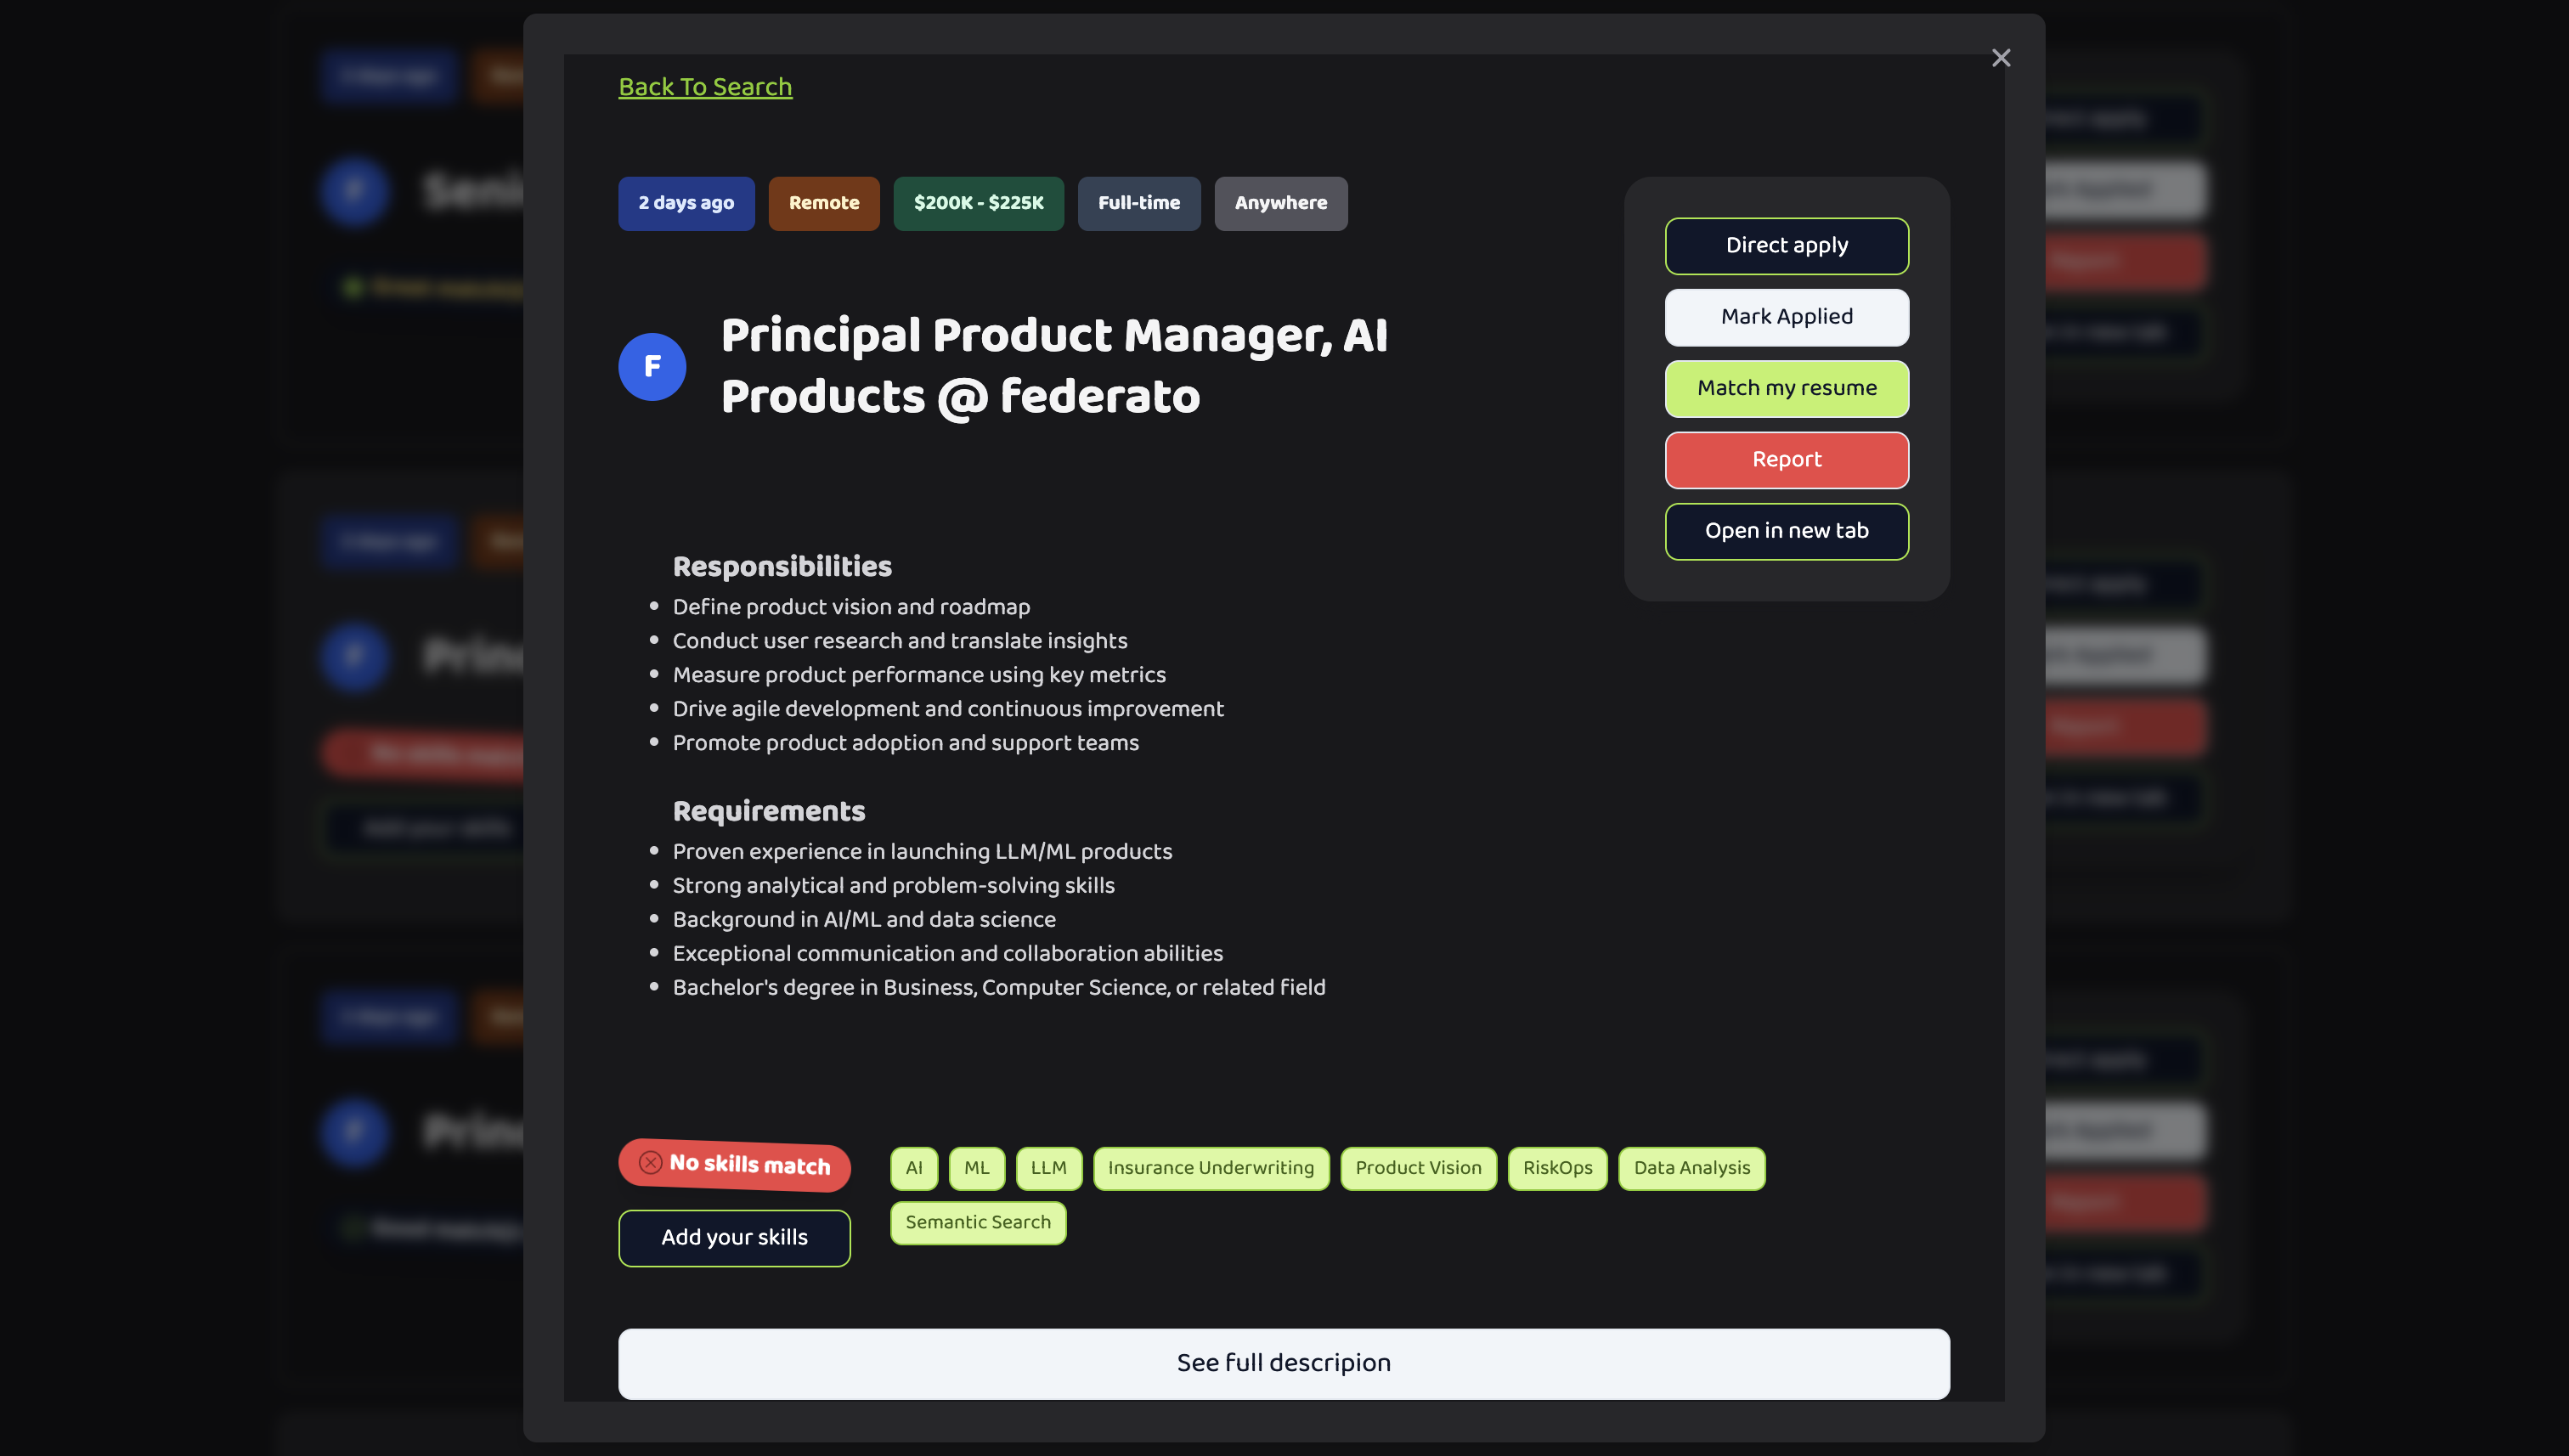 Back To Search
2 days ago
Remote
$200K - $225K
Full-time
Anywhere
F
Principal Product Manager, AI
Products @ federato
Direct apply
Mark Applied
Match my resume
Report
Open in new tab
Responsibilities
Define product vision and roadmap
Conduct user research and translate insights
Measure product performance using key metrics
Drive agile development and continuous improvement
Promote product adoption and support teams
Requirements
Proven experience in launching LLM/ML products
Strong analytical and problem-solving skills
Background in AI/ML and data science
Exceptional communication and collaboration abilities
Bachelor's degree in Business, Computer Science, or related field
No skills match
Add your skills
AI
ML
LLM
Insurance Underwriting
Product Vision
RiskOps
Data Analysis
Semantic Search
See full descripion